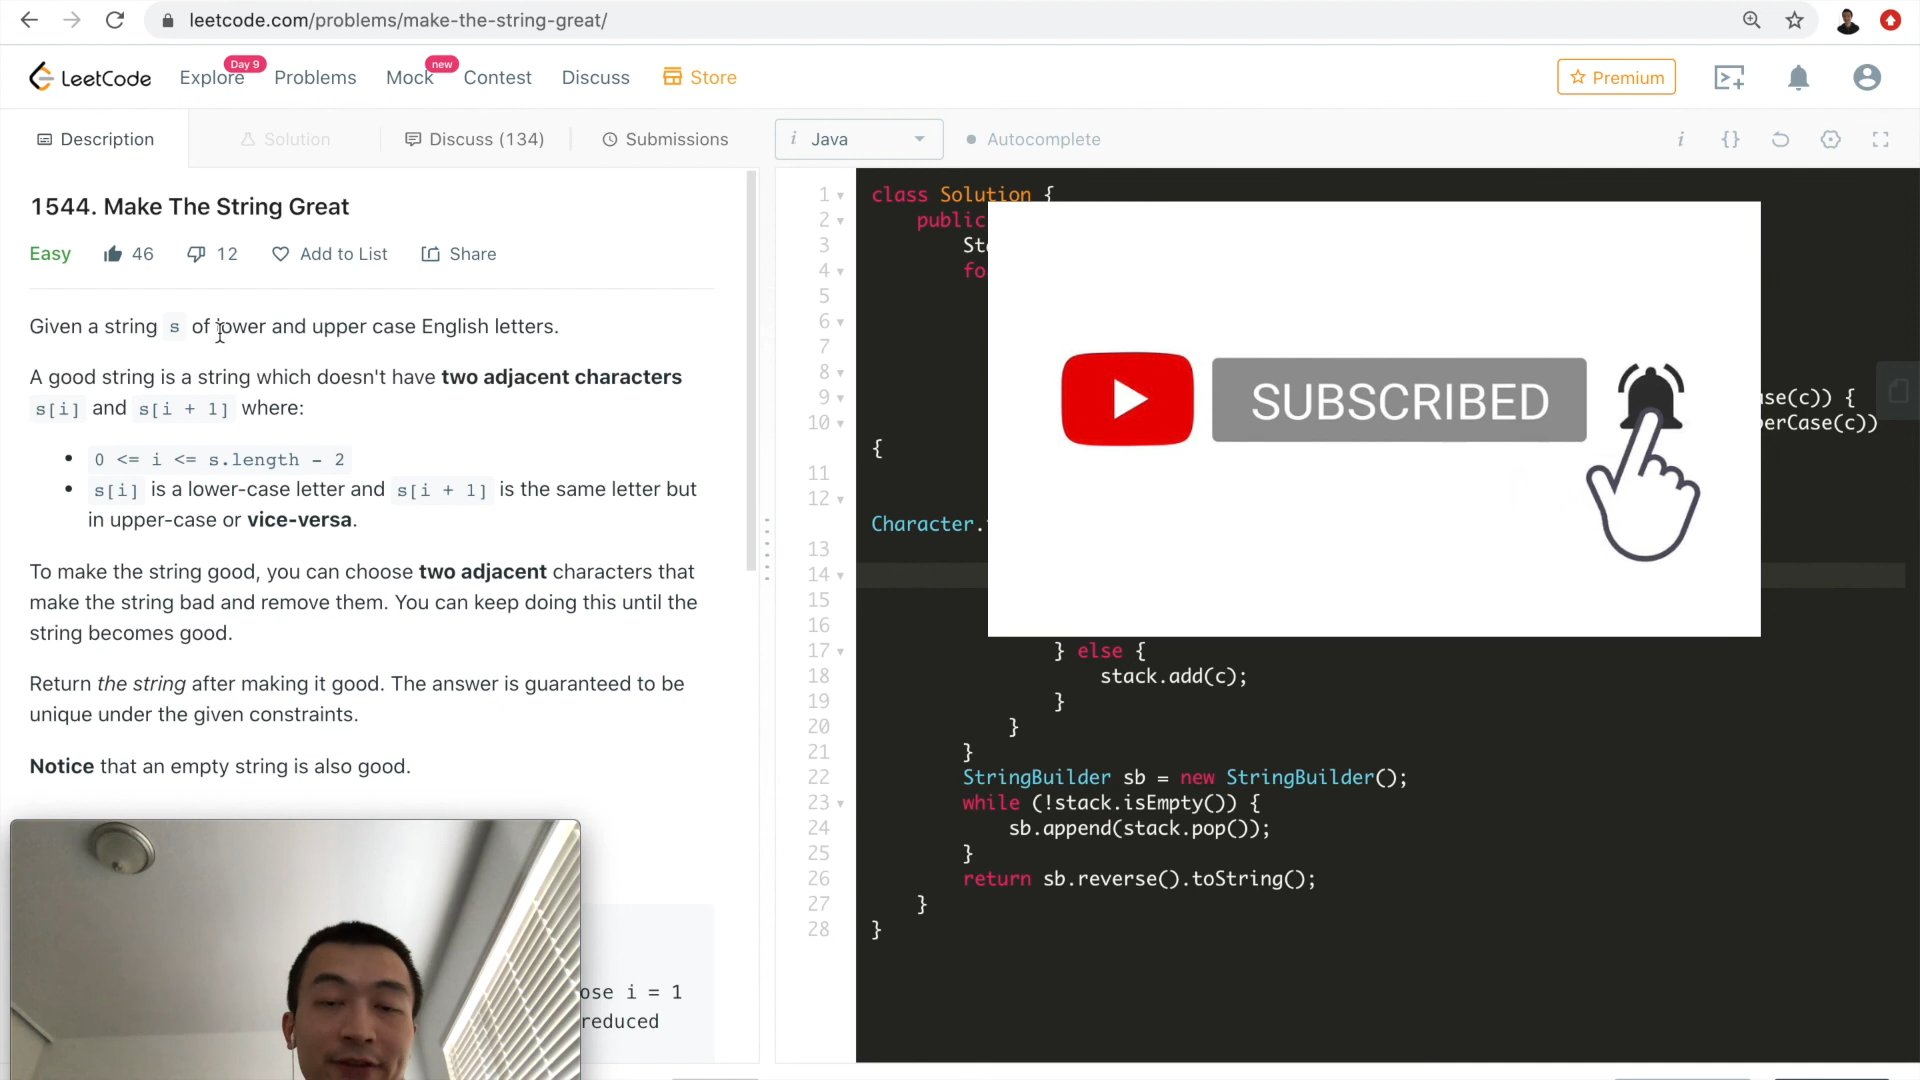 leetcode.com/problems/make-the-string-great/
LeetCode
Explore
Day 9
Problems
Mock
new
Contest
Discuss
Store
Premium
Description
Solution
Discuss (134)
Submissions
i Java
Autocomplete
i {}
1544. Make The String Great
Easy
46
12
Add to List
Share
Given a string s of lower and upper case English letters.
A good string is a string which doesn't have two adjacent characters
s[i] and s[i + 1] where:
0 <= i <= s.length - 2
s[i] is a lower-case letter and s[i + 1] is the same letter but
in upper-case or vice-versa.
To make the string good, you can choose two adjacent characters that
make the string bad and remove them. You can keep doing this until the
string becomes good.
Return the string after making it good. The answer is guaranteed to be
unique under the given constraints.
Notice that an empty string is also good.
ose i = 1
reduced
1 class Solution {
2 public
3 Sta
4 fo
5
6
7
8
9 se(c)) {
10 perCase(c))
{
11
12
Character.
13
14
15
16
17 } else {
18 stack.add(c);
19 }
20 }
21 }
22 StringBuilder sb = new StringBuilder();
23 while (!stack.isEmpty()) {
24 sb.append(stack.pop());
25 }
26 return sb.reverse().toString();
27 }
28 }
SUBSCRIBED